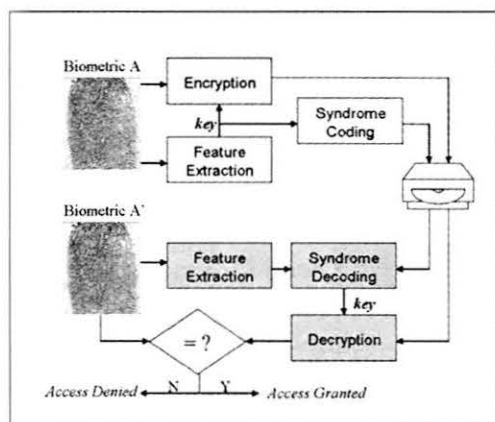 Biometric A
Encryption
key
Syndrome
Coding
Feature
Extraction
Biometric A'
Feature
Extraction
Syndrome
Decoding
key
Decryption
= ?
N
Y
Access Denied
Access Granted